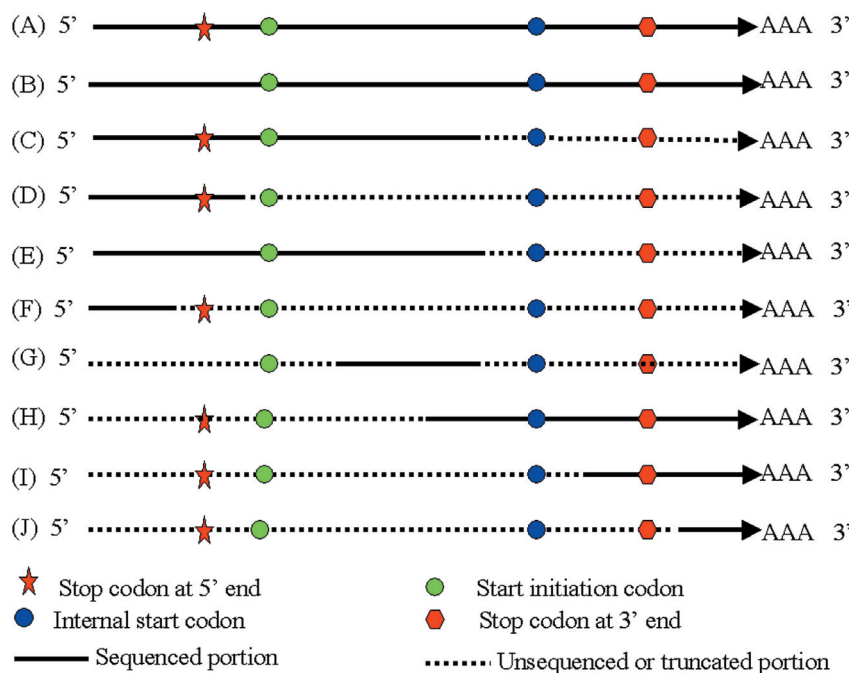 (A) 5’ AAA 3’
(B) 5’ AAA 3’
(C) 5’ AAA 3’
(D) 5’ AAA 3’
(E) 5’ AAA 3’
(F) 5’ AAA 3’
(G) 5’ AAA 3’
(H) 5’ AAA 3’
(I) 5’ AAA 3’
(J) 5’ AAA 3’
Stop codon at 5’ end Start initiation codon
Internal start codon Stop codon at 3’ end
Sequenced portion Unsequenced or truncated portion